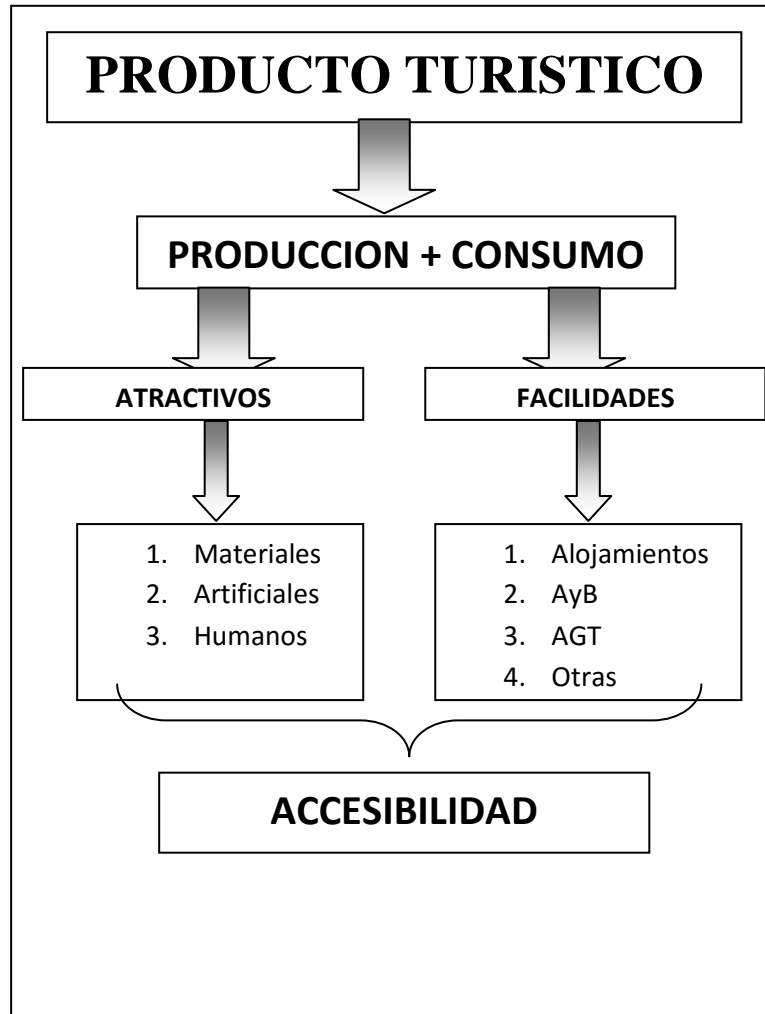 PRODUCTO TURISTICO
PRODUCCION + CONSUMO
ATRACTIVOS
FACILIDADES
1. Materiales
2. Artificiales
3. Humanos
1. Alojamientos
2. AyB
3. AGT
4. Otras
ACCESIBILIDAD